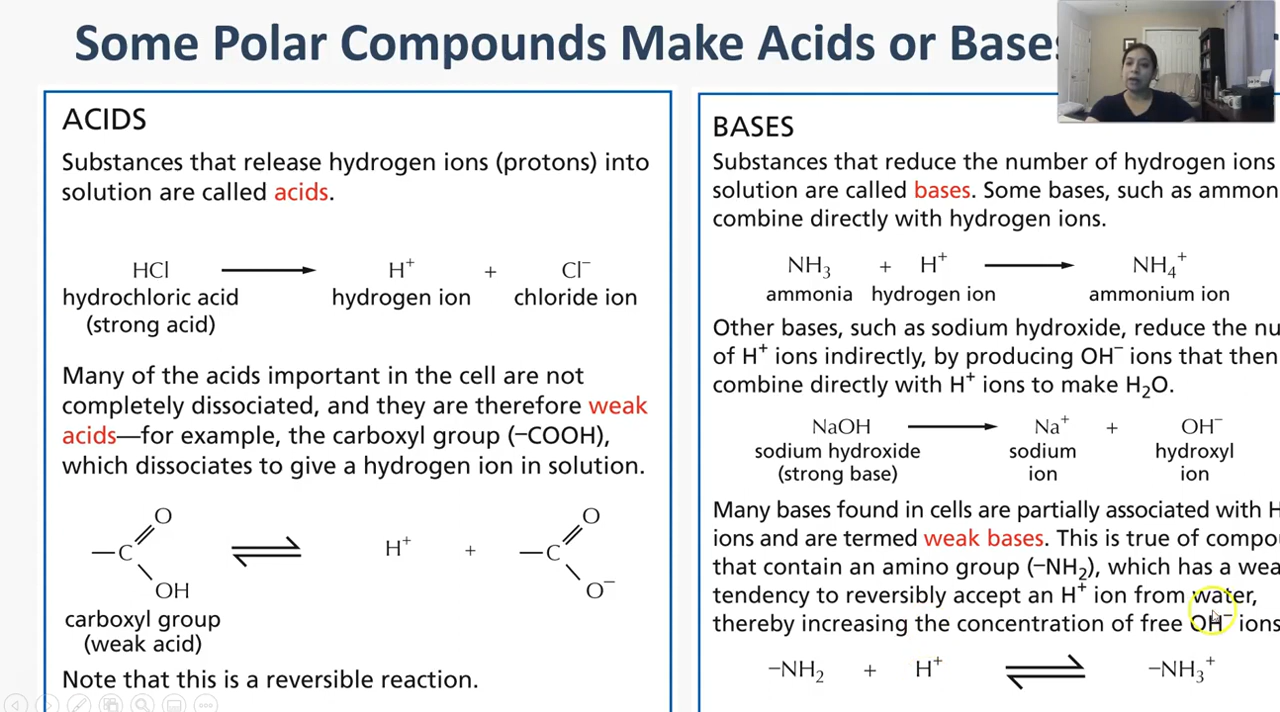 Some Polar Compounds Make Acids or Bases
ACIDS
Substances that release hydrogen ions (protons) into
solution are called acids.
HCl ⟶ H⁺ + Cl⁻
hydrochloric acid hydrogen ion chloride ion
(strong acid)
Many of the acids important in the cell are not
completely dissociated, and they are therefore weak
acids—for example, the carboxyl group (–COOH),
which dissociates to give a hydrogen ion in solution.
O O
–C ⇌ H⁺ + –C
OH O⁻
carboxyl group
(weak acid)
Note that this is a reversible reaction.
BASES
Substances that reduce the number of hydrogen ions
solution are called bases. Some bases, such as
combine directly with hydrogen ions.
NH₃ + H⁺ ⟶ NH₄⁺
ammonia hydrogen ion ammonium ion
Other bases, such as sodium hydroxide, reduce the
of H⁺ ions indirectly, by producing OH⁻ ions that then
combine directly with H⁺ ions to make H₂O.
NaOH ⟶ Na⁺ + OH⁻
sodium hydroxide sodium hydroxyl
(strong base) ion ion
Many bases found in cells are partially associated with H
ions and are termed weak bases. This is true of
that contain an amino group (–NH₂), which has a
tendency to reversibly accept an H⁺ ion from water,
thereby increasing the concentration of free OH⁻ ions
–NH₂ + H⁺ ⇌ –NH₃⁺